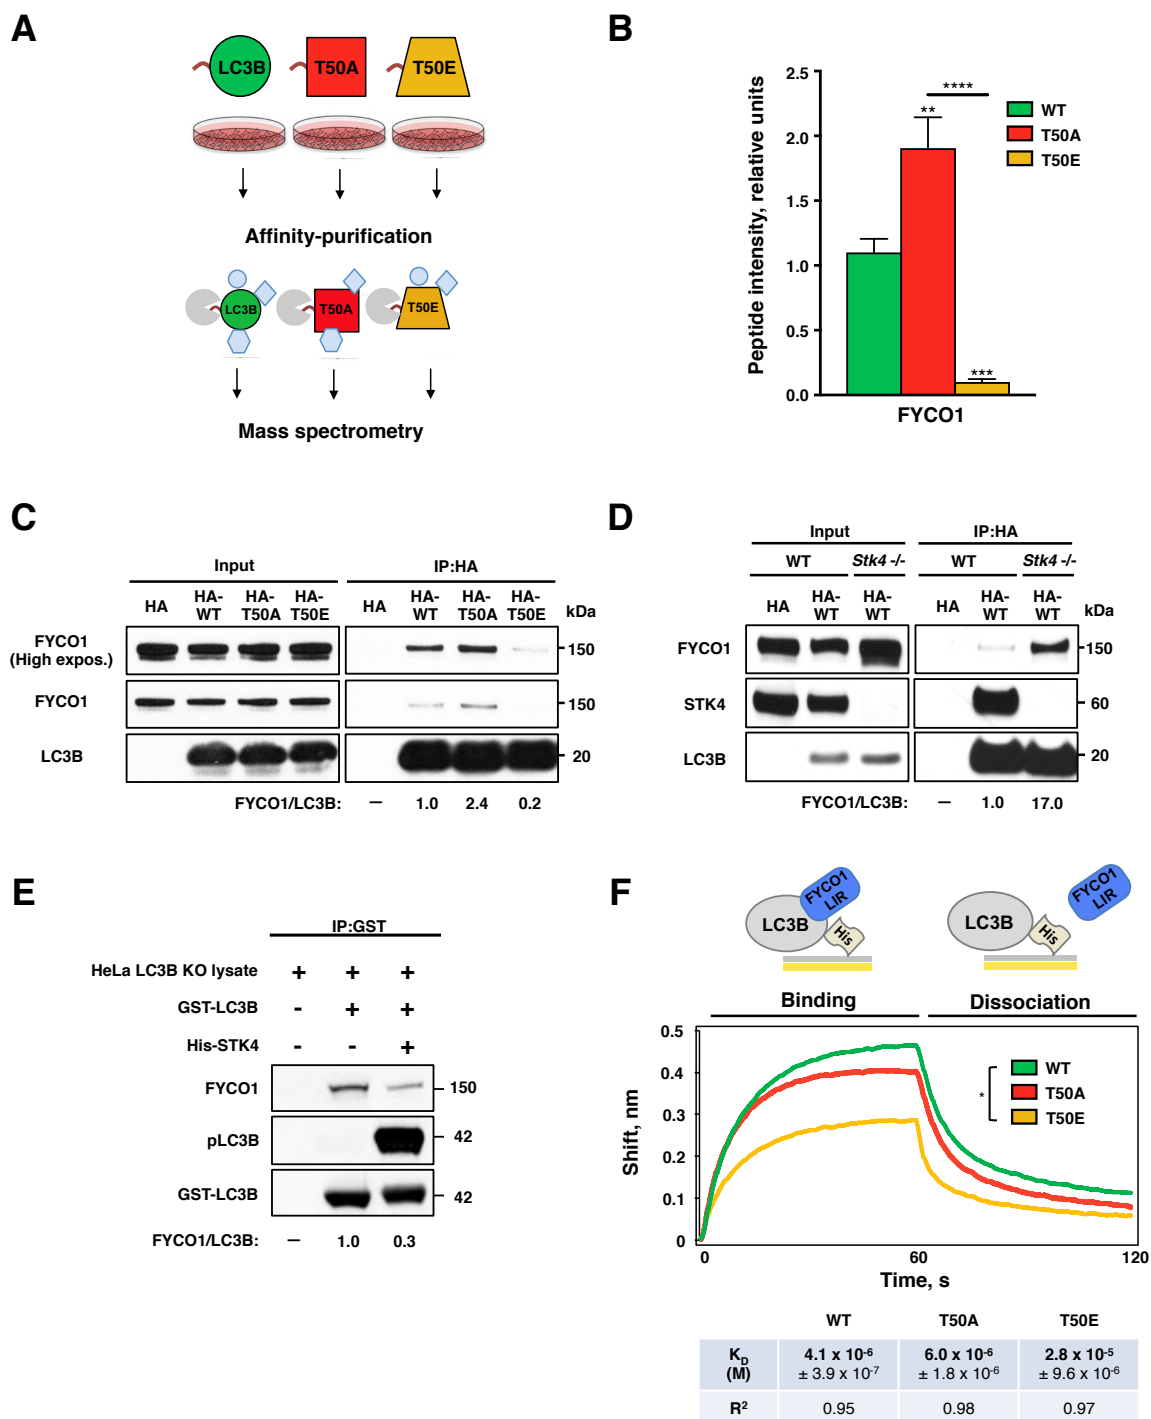 A
LC3B T50A T50E
Affinity-purification
LC3B T50A T50E
Mass spectrometry
B
Peptide intensity, relative units
2.5
2.0
1.5
1.0
0.5
0.0
**
****
***
WT
T50A
T50E
FYCO1
C
Input IP:HA
HA HA-WT HA-T50A HA-T50E HA HA-WT HA-T50A HA-T50E kDa
FYCO1 (High expos.) 150
FYCO1 150
LC3B 20
FYCO1/LC3B: – 1.0 2.4 0.2
D
Input IP:HA
WT Stk4 -/- WT Stk4 -/-
HA HA-WT HA-WT HA HA-WT HA-WT kDa
FYCO1 150
STK4 60
LC3B 20
FYCO1/LC3B: – 1.0 17.0
E
IP:GST
HeLa LC3B KO lysate + + +
GST-LC3B - + +
His-STK4 - - +
FYCO1 150
pLC3B 42
GST-LC3B 42
FYCO1/LC3B: – 1.0 0.3
F
LC3B FYCO1 LIR His
LC3B His FYCO1 LIR
Binding Dissociation
Shift, nm
0.5
0.4
0.3
0.2
0.1
0
WT
* T50A
T50E
0 60 120
Time, s
WT T50A T50E
K_D (M) 4.1 x 10⁻⁶ ± 3.9 x 10⁻⁷ 6.0 x 10⁻⁶ ± 1.8 x 10⁻⁶ 2.8 x 10⁻⁵ ± 9.6 x 10⁻⁶
R² 0.95 0.98 0.97